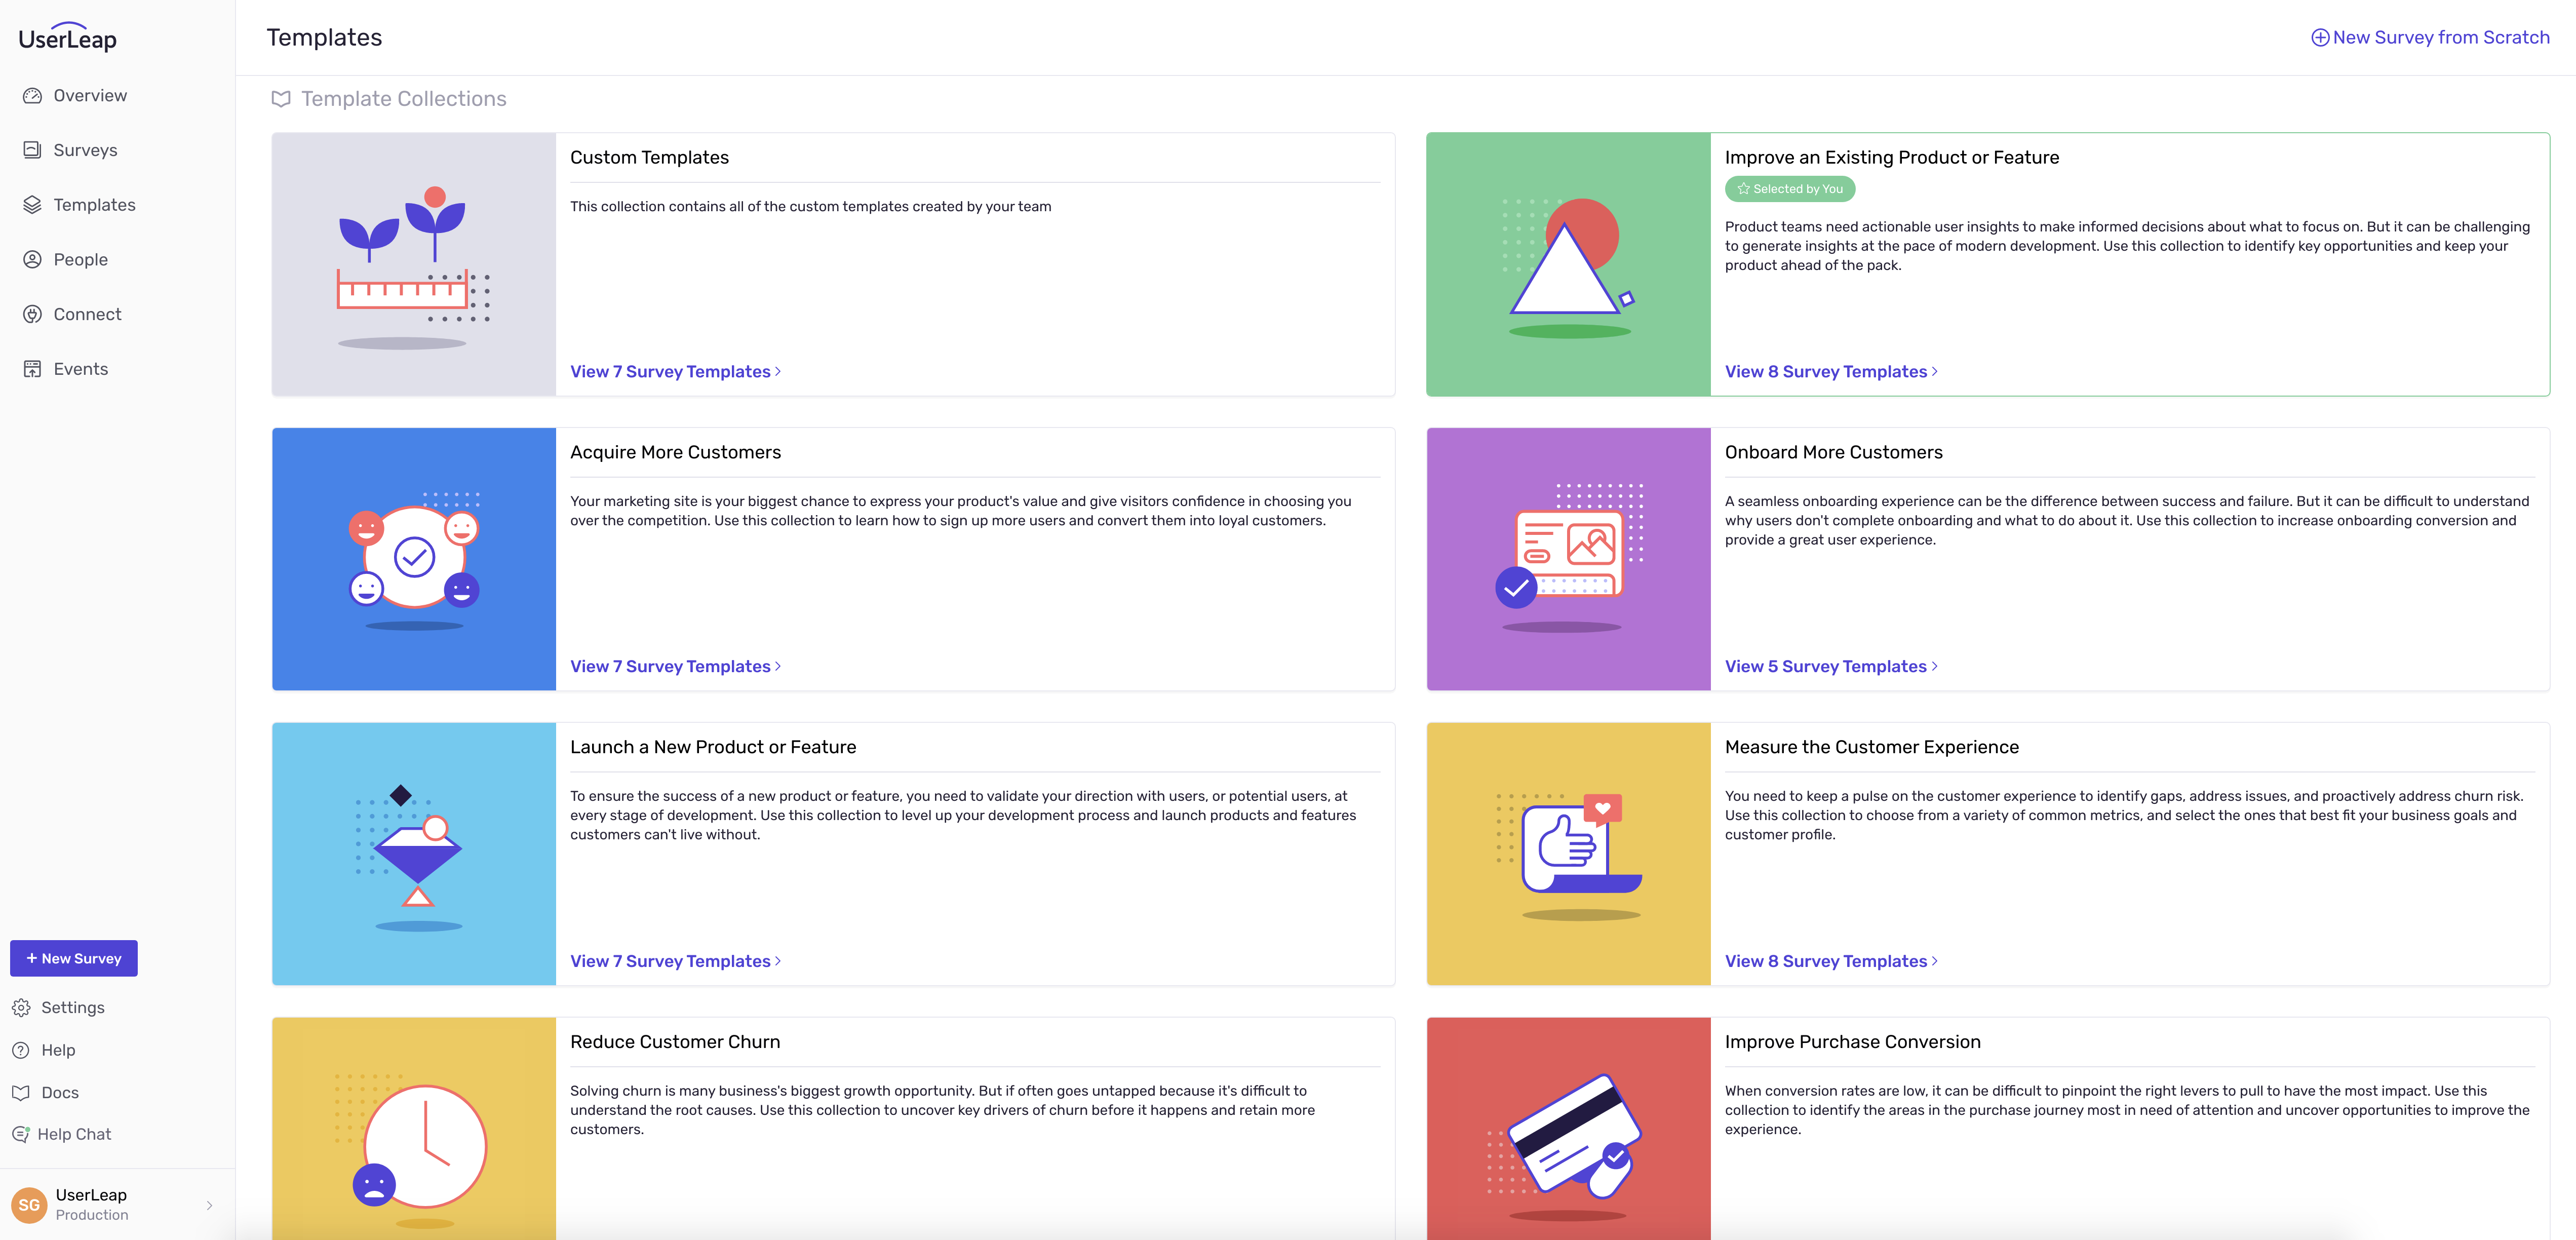 UserLeap
Overview
Surveys
Templates
People
Connect
Events
+ New Survey
Settings
Help
Docs
Help Chat
SG
UserLeap
Production
Templates
New Survey from Scratch
Template Collections
Custom Templates
This collection contains all of the custom templates created by your team
View 7 Survey Templates
Improve an Existing Product or Feature
Selected by You
Product teams need actionable user insights to make informed decisions about what to focus on. But it can be challenging
to generate insights at the pace of modern development. Use this collection to identify key opportunities and keep your
product ahead of the pack.
View 8 Survey Templates
Acquire More Customers
Your marketing site is your biggest chance to express your product's value and give visitors confidence in choosing you
over the competition. Use this collection to learn how to sign up more users and convert them into loyal customers.
View 7 Survey Templates
Onboard More Customers
A seamless onboarding experience can be the difference between success and failure. But it can be difficult to understand
why users don't complete onboarding and what to do about it. Use this collection to increase onboarding conversion and
provide a great user experience.
View 5 Survey Templates
Launch a New Product or Feature
To ensure the success of a new product or feature, you need to validate your direction with users, or potential users, at
every stage of development. Use this collection to level up your development process and launch products and features
customers can't live without.
View 7 Survey Templates
Measure the Customer Experience
You need to keep a pulse on the customer experience to identify gaps, address issues, and proactively address churn risk.
Use this collection to choose from a variety of common metrics, and select the ones that best fit your business goals and
customer profile.
View 8 Survey Templates
Reduce Customer Churn
Solving churn is many business's biggest growth opportunity. But if often goes untapped because it's difficult to
understand the root causes. Use this collection to uncover key drivers of churn before it happens and retain more
customers.
Improve Purchase Conversion
When conversion rates are low, it can be difficult to pinpoint the right levers to pull to have the most impact. Use this
collection to identify the areas in the purchase journey most in need of attention and uncover opportunities to improve the
experience.